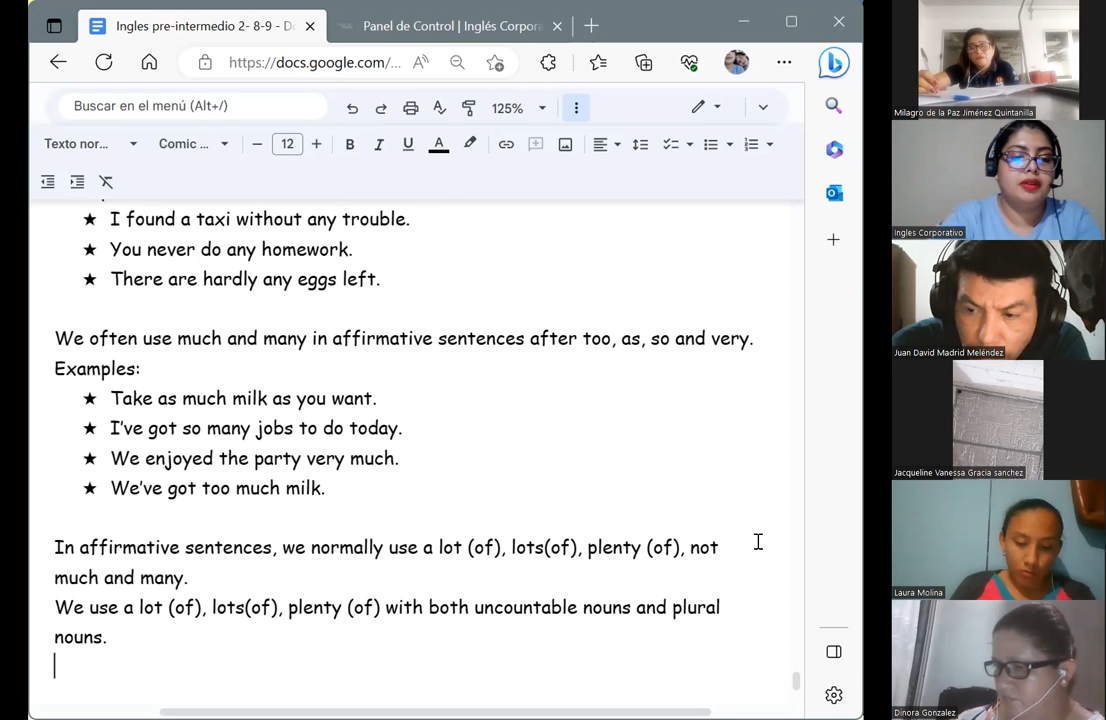 Ingles pre-intermedio 2- 8-9 - D
Panel de Control | Inglés Corpor
https://docs.google.com/...
Buscar en el menú (Alt+/)
125%
Texto nor...
Comic ...
12
B I U A
★ I found a taxi without any trouble.
★ You never do any homework.
★ There are hardly any eggs left.
We often use much and many in affirmative sentences after too, as, so and very.
Examples:
★ Take as much milk as you want.
★ I've got so many jobs to do today.
★ We enjoyed the party very much.
★ We've got too much milk.
In affirmative sentences, we normally use a lot (of), lots(of), plenty (of), not
much and many.
We use a lot (of), lots(of), plenty (of) with both uncountable nouns and plural
nouns.
Milagro de la Paz Jiménez Quintanilla
Ingles Corporativo
Juan David Madrid Meléndez
Jacqueline Vanessa Gracia sanchez
Laura Molina
Dinora Gonzalez